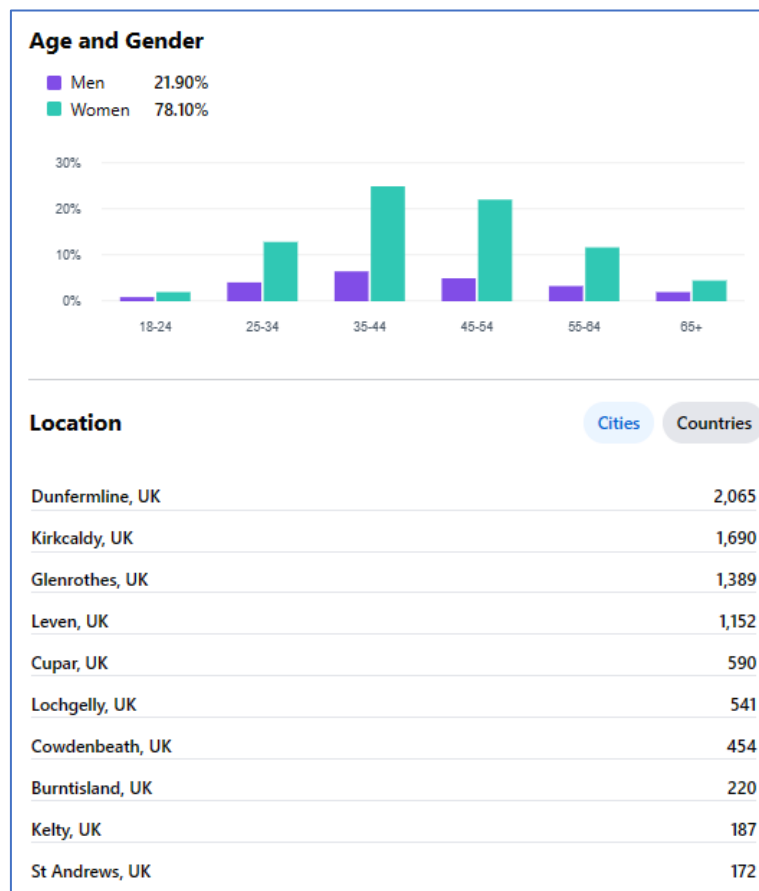 Age and Gender
Men 21.90%
Women 78.10%
30%
20%
10%
0%
18-24 25-34 35-44 45-54 55-64 65+
Location Cities Countries
Dunfermline, UK 2,065
Kirkcaldy, UK 1,690
Glenrothes, UK 1,389
Leven, UK 1,152
Cupar, UK 590
Lochgelly, UK 541
Cowdenbeath, UK 454
Burntisland, UK 220
Kelty, UK 187
St Andrews, UK 172